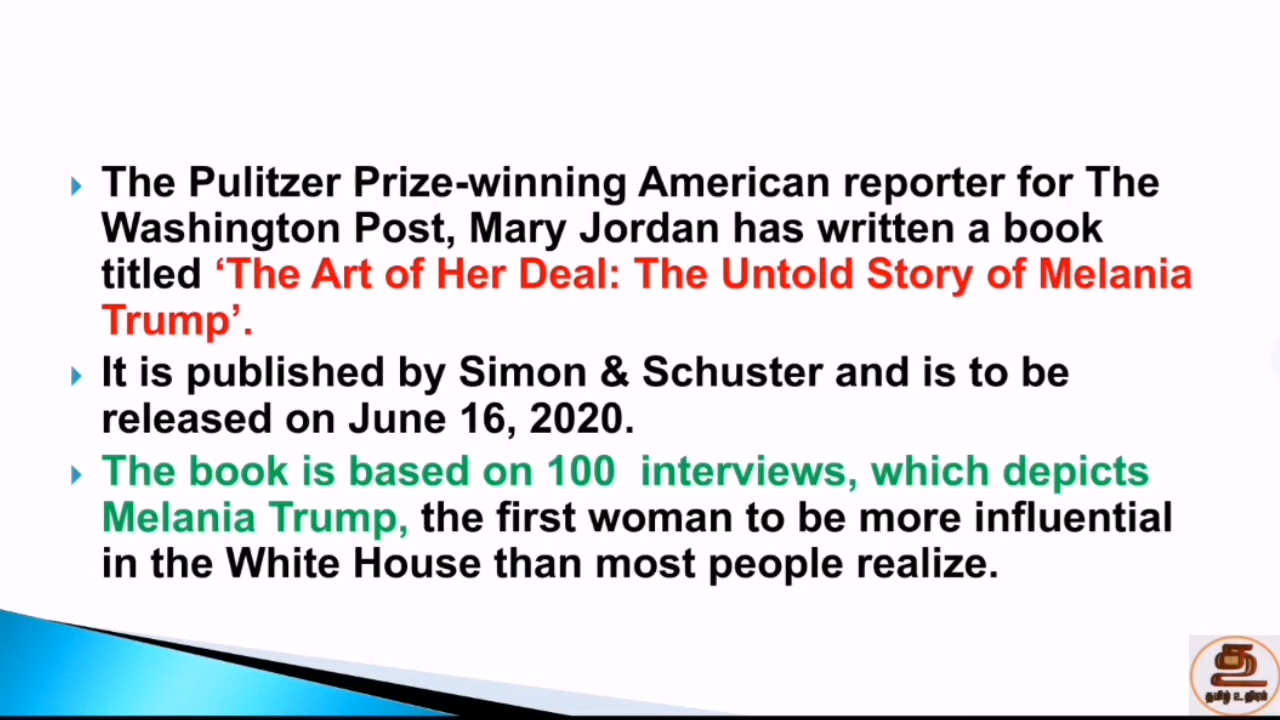 The Pulitzer Prize-winning American reporter for The
Washington Post, Mary Jordan has written a book
titled ‘The Art of Her Deal: The Untold Story of Melania
Trump’.
It is published by Simon & Schuster and is to be
released on June 16, 2020.
The book is based on 100  interviews, which depicts
Melania Trump, the first woman to be more influential
in the White House than most people realize.
த
தமிழ் உதிரம்